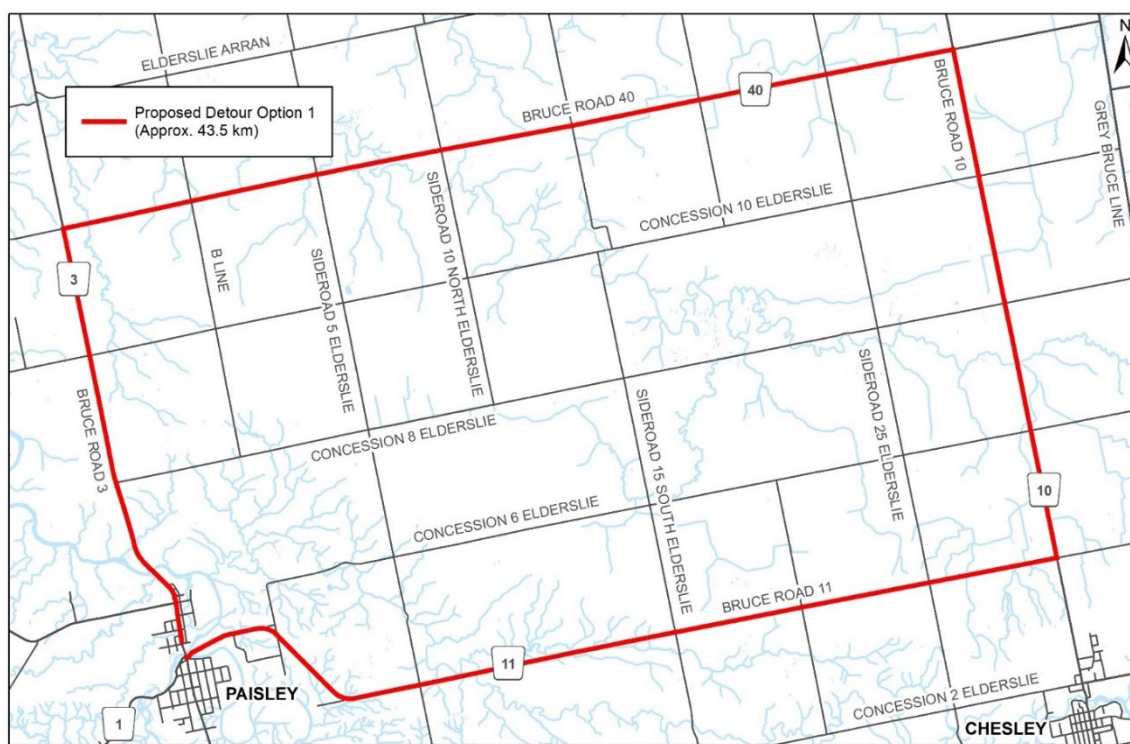 ELDERSLIE ARRAN
N
Proposed Detour Option 1
(Approx. 43.5 km)
40
BRUCE ROAD 40
BRUCE ROAD 10
GREY BRUCE LINE
SIDEROAD 10 NORTH ELDERSLIE
CONCESSION 10 ELDERSLIE
3
B LINE
SIDEROAD 5 ELDERSLIE
BRUCE ROAD 3
CONCESSION 8 ELDERSLIE
SIDEROAD 15 SOUTH ELDERSLIE
SIDEROAD 25 ELDERSLIE
10
CONCESSION 6 ELDERSLIE
BRUCE ROAD 11
11
PAISLEY
1
CONCESSION 2 ELDERSLIE
CHESLEY